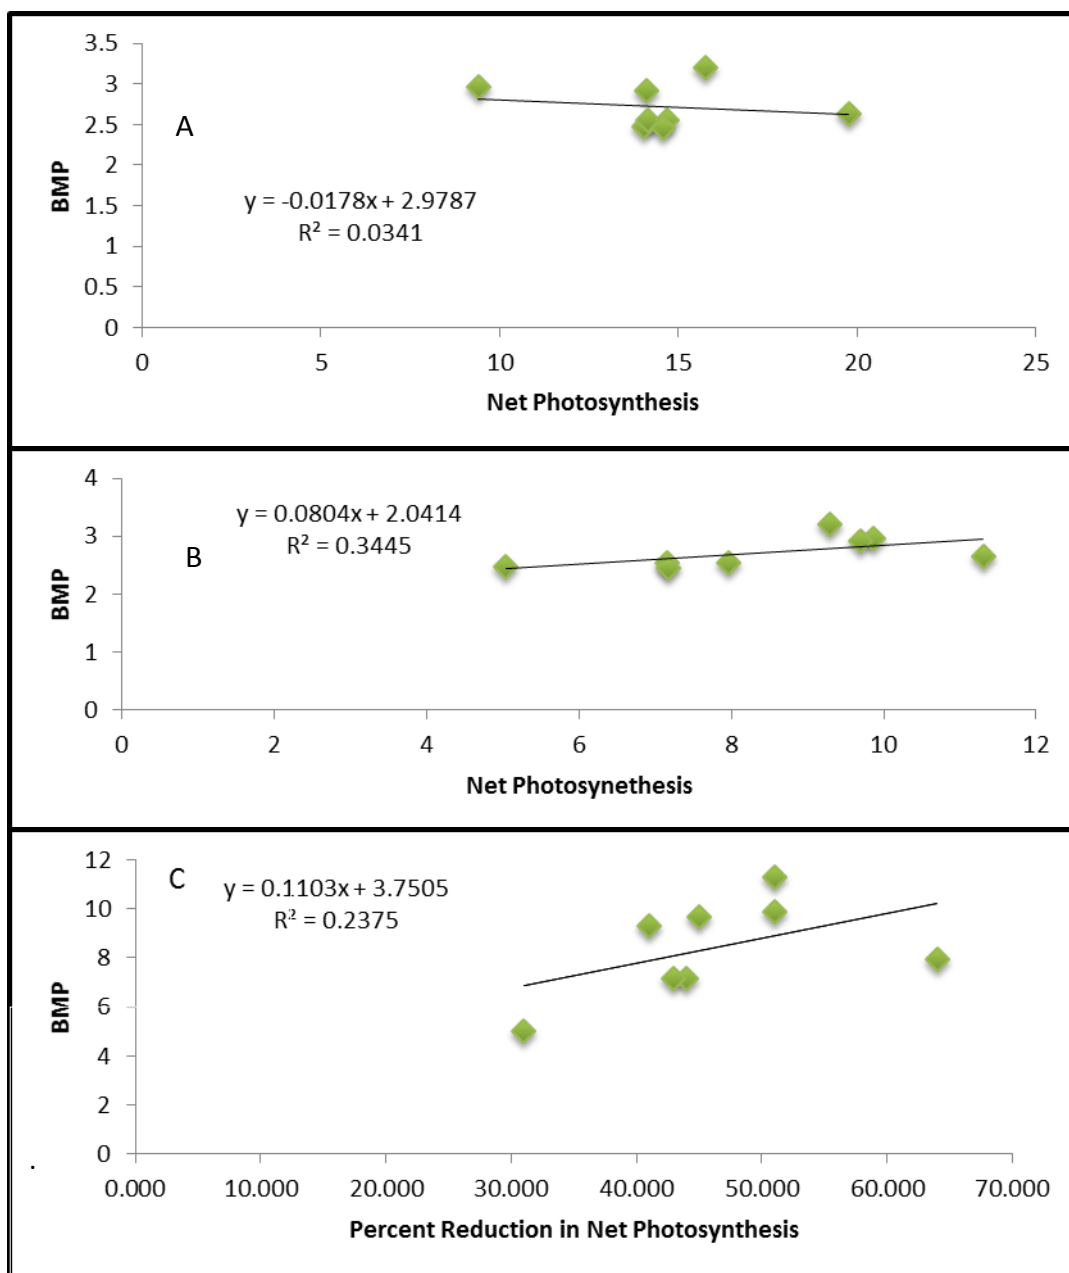 3.5
3
2.5
2
1.5
1
0.5
0
BMP
A
y = -0.0178x + 2.9787
R² = 0.0341
0 5 10 15 20 25
Net Photosynthesis
4
3
2
1
0
BMP
B
y = 0.0804x + 2.0414
R² = 0.3445
0 2 4 6 8 10 12
Net Photosynethesis
12
10
8
6
4
2
0
BMP
C
y = 0.1103x + 3.7505
R² = 0.2375
0.000 10.000 20.000 30.000 40.000 50.000 60.000 70.000
Percent Reduction in Net Photosynthesis
.